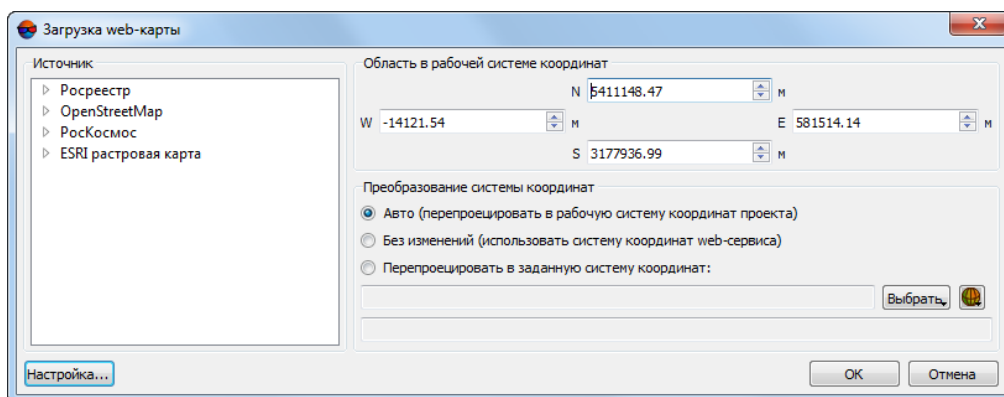 Загрузка web-карты
Источник
Росреестр
OpenStreetMap
РосКосмос
ESRI растровая карта
Область в рабочей системе координат
N 5411148.47 м
W -14121.54 м E 581514.14 м
S 3177936.99 м
Преобразование системы координат
Авто (перепроецировать в рабочую систему координат проекта)
Без изменений (использовать систему координат web-сервиса)
Перепроецировать в заданную систему координат:
Выбрать
Настройка... OK Отмена